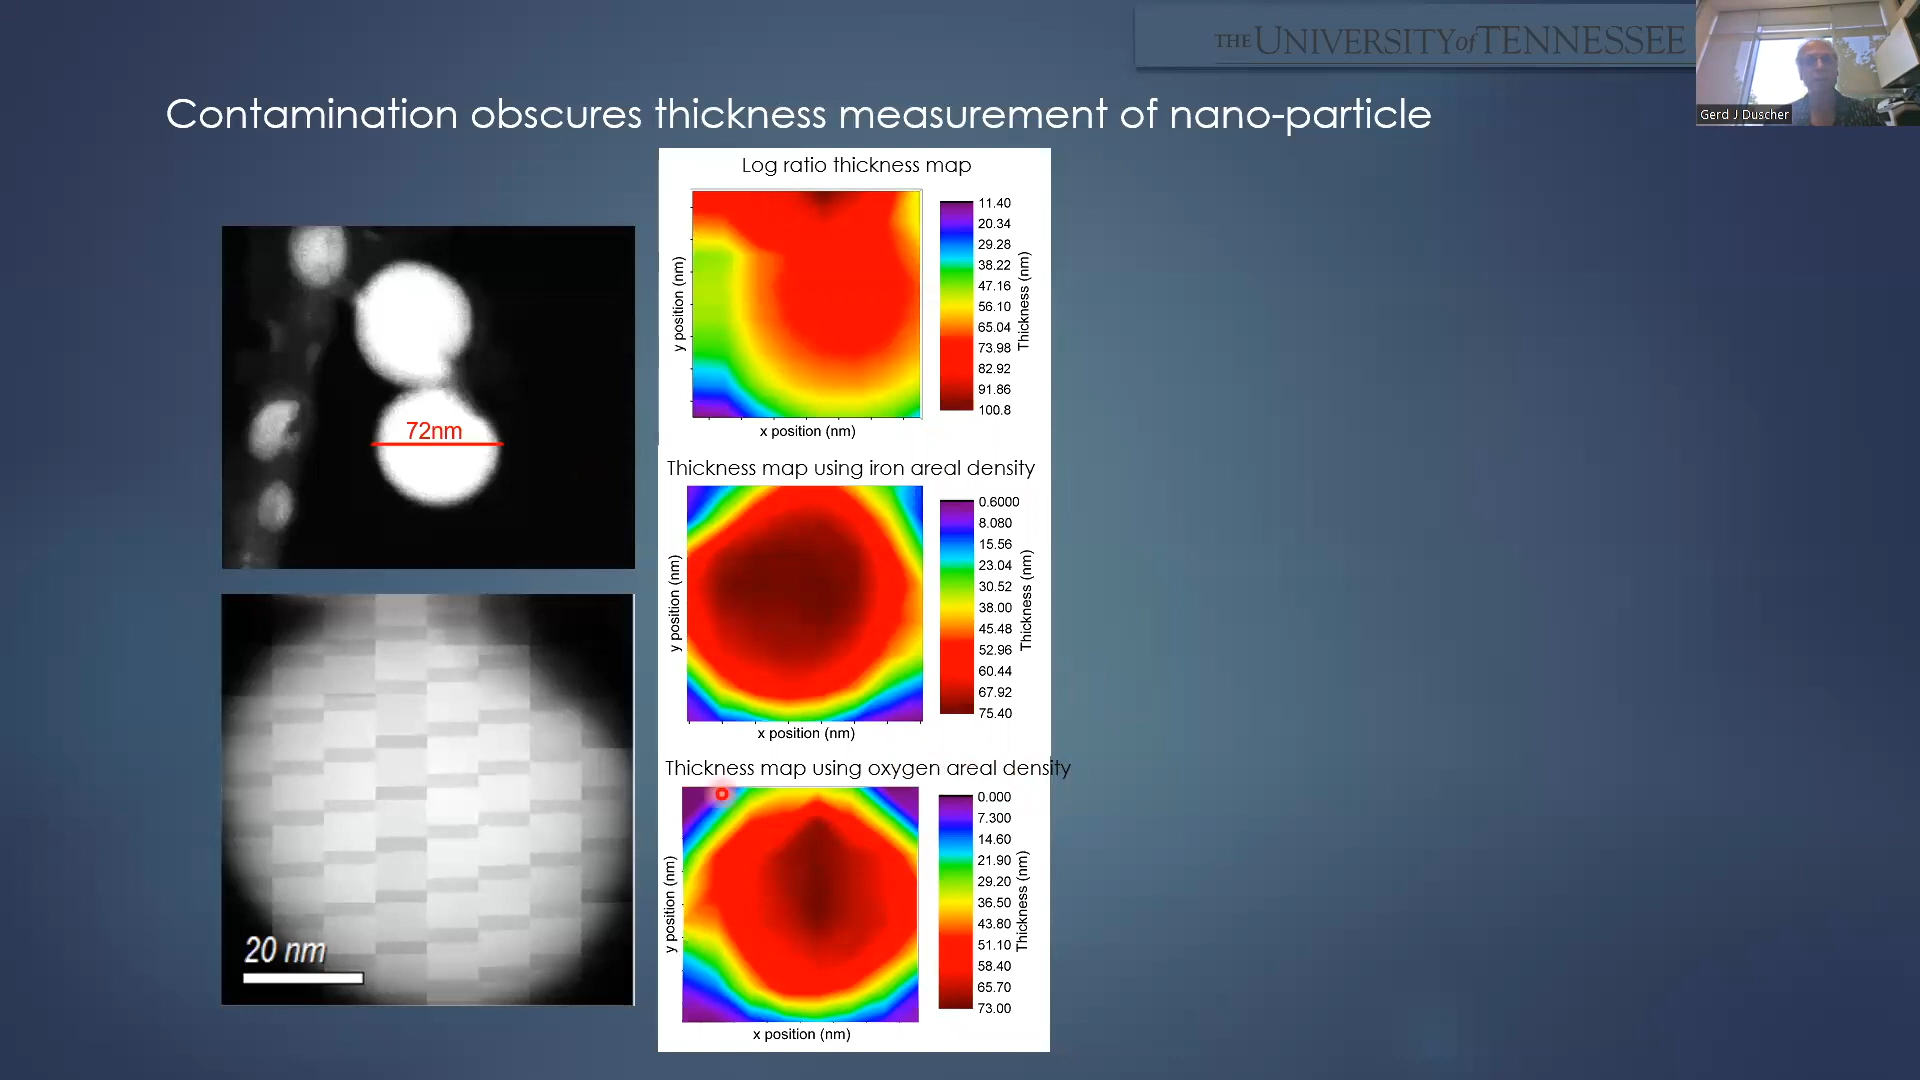 THE UNIVERSITY of TENNESSEE
Gerd J Duscher
Contamination obscures thickness measurement of nano-particle
72nm
20 nm
Log ratio thickness map
y position (nm)
x position (nm)
11.40
20.34
29.28
38.22
47.16
56.10
65.04
73.98
82.92
91.86
100.8
Thickness (nm)
Thickness map using iron areal density
y position (nm)
x position (nm)
0.6000
8.080
15.56
23.04
30.52
38.00
45.48
52.96
60.44
67.92
75.40
Thickness (nm)
Thickness map using oxygen areal density
y position (nm)
x position (nm)
0.000
7.300
14.60
21.90
29.20
36.50
43.80
51.10
58.40
65.70
73.00
Thickness (nm)